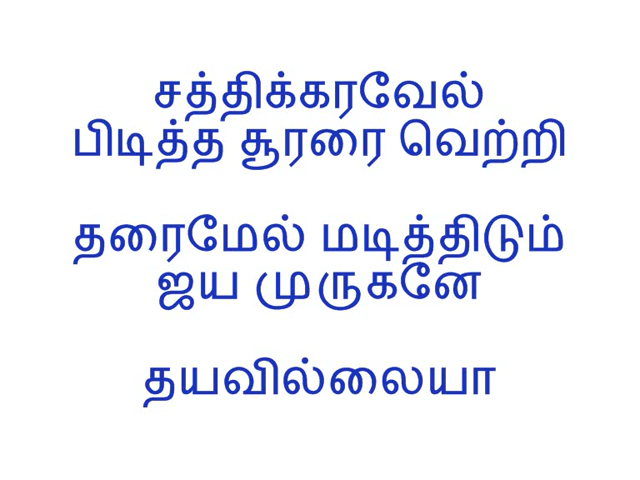 சத்திக்கரவேல்
பிடித்த சூரரை வெற்றி
தரைமேல் மடித்திடும்
ஜய முருகனே
தயவில்லையா